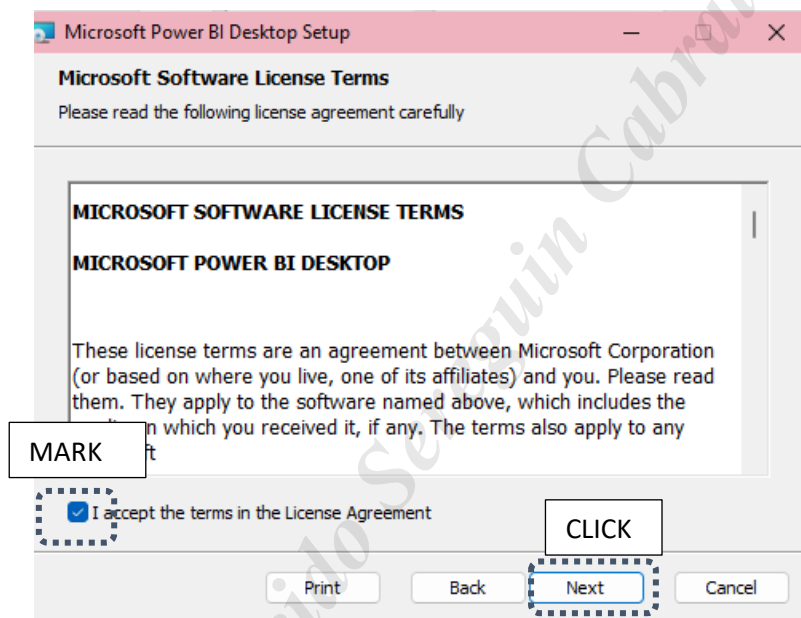 Microsoft Power BI Desktop Setup
Microsoft Software License Terms
Please read the following license agreement carefully
MICROSOFT SOFTWARE LICENSE TERMS
MICROSOFT POWER BI DESKTOP
These license terms are an agreement between Microsoft Corporation
(or based on where you live, one of its affiliates) and you. Please read
them. They apply to the software named above, which includes the
on which you received it, if any. The terms also apply to any
MARK
I accept the terms in the License Agreement
CLICK
Print Back Next Cancel
Sereguin Cabral